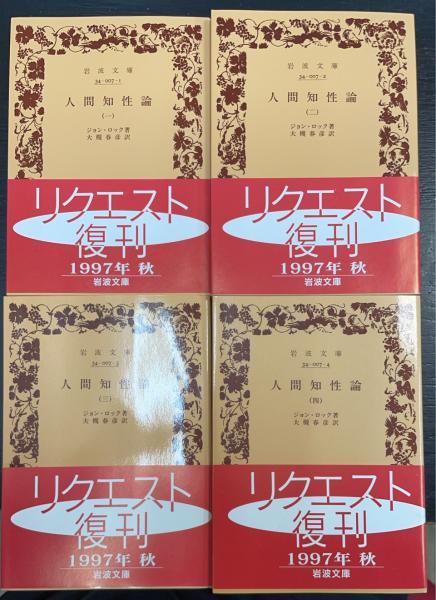 岩波文庫
34-007-1
人間知性論
(一)
ジョン・ロック著
大槻春彦訳
リクエスト
復刊
1997年 秋
岩波文庫
岩波文庫
34-007-2
人間知性論
(二)
ジョン・ロック著
大槻春彦訳
リクエスト
復刊
1997年 秋
岩波文庫
岩波文庫
34-007-3
人間知性論
(三)
ジョン・ロック著
大槻春彦訳
リクエスト
復刊
1997年 秋
岩波文庫
岩波文庫
34-007-4
人間知性論
(四)
ジョン・ロック著
大槻春彦訳
リクエスト
復刊
1997年 秋
岩波文庫